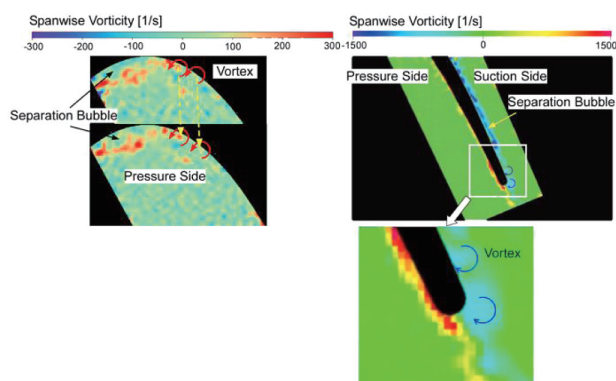 Spanwise Vorticity [1/s]
-300 -200 -100 0 100 200 300
Vortex
Separation Bubble
Pressure Side
Spanwise Vorticity [1/s]
-1500 0 1500
Pressure Side
Suction Side
Separation Bubble
Vortex